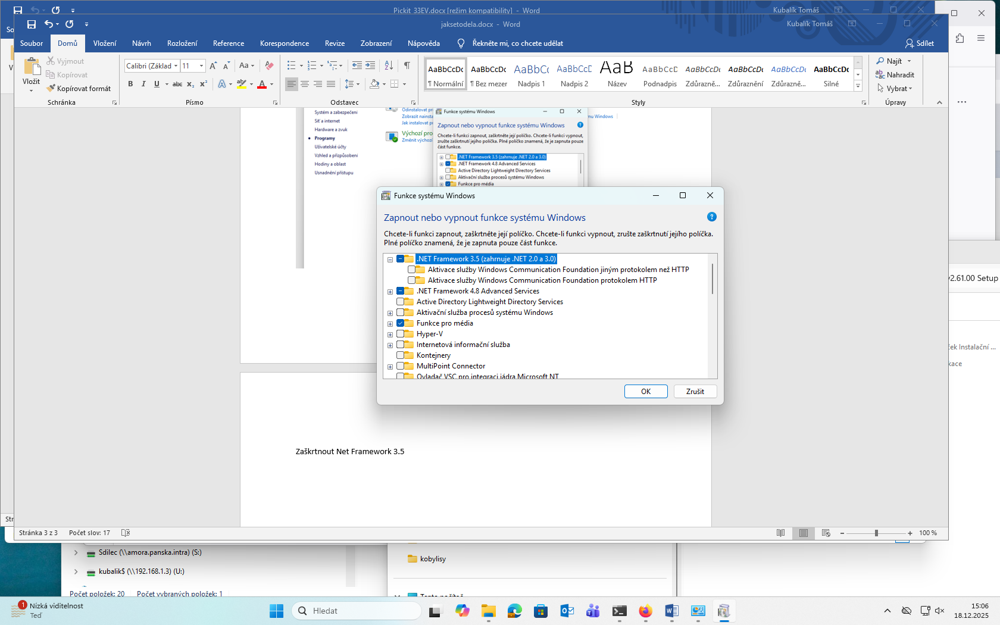 Pickit_33EV.docx [režim kompatibility] - Word
Kubalík Tomáš
jaksetodela.docx - Word
Kubalík Tomáš
Soubor
Domů
Vložení
Návrh
Rozložení
Reference
Korespondence
Revize
Zobrazení
Nápověda
Řekněte mi, co chcete udělat
Sdílet
Vložit
Vyjmout
Kopírovat
Kopírovat formát
Schránka
Calibri (Základ
11
Písmo
Odstavec
AaBbCcDc
AaBbCcDc
AaBbCc
AaBbCcD
AaB
AaBbCcD
AaBbCcDc
AaBbCcDc
AaBbCcDc
AaBbCcDc
¶ Normální
¶ Bez mezer
Nadpis 1
Nadpis 2
Název
Podnadpis
Zdůrazně...
Zdůraznění
Zdůrazně...
Silné
Styly
Najít
Nahradit
Vybrat
Úpravy
Systém a zabezpečení
Síť a internet
Hardware a zvuk
Programy
Uživatelské účty
Vzhled a přizpůsobení
Hodiny a oblast
Usnadnění přístupu
Odinstalovat pr
Zobrazit nainsta
Jak instalovat p
Výchozí pro
Změnit výchozí
mu Windows
Funkce systému Windows
Zapnout nebo vypnout funkce systému Windows
Chcete-li funkci zapnout, zaškrtněte její políčko. Chcete-li funkci vypnout,
zrušte zaškrtnutí jejího políčka. Plné políčko znamená, že je zapnuta pouze
část funkce.
.NET Framework 3.5 (zahrnuje .NET 2.0 a 3.0)
.NET Framework 4.8 Advanced Services
Active Directory Lightweight Directory Services
Aktivační služba procesů systému Windows
Funkce pro média
Funkce systému Windows
Zapnout nebo vypnout funkce systému Windows
Chcete-li funkci zapnout, zaškrtněte její políčko. Chcete-li funkci vypnout, zrušte zaškrtnutí jejího políčka.
Plné políčko znamená, že je zapnuta pouze část funkce.
.NET Framework 3.5 (zahrnuje .NET 2.0 a 3.0)
Aktivace služby Windows Communication Foundation jiným protokolem než HTTP
Aktivace služby Windows Communication Foundation protokolem HTTP
.NET Framework 4.8 Advanced Services
Active Directory Lightweight Directory Services
Aktivační služba procesů systému Windows
Funkce pro média
Hyper-V
Internetová informační služba
Kontejnery
MultiPoint Connector
Ovladač VSC pro integraci jádra Microsoft NT
OK
Zrušit
v2.61.00 Setup
ček Instalační ...
kace
Zaškrtnout Net Framework 3.5
Stránka 3 z 3
Počet slov: 17
100 %
Sdilec (\\amora.panska.intra) (S:)
kubalik$ (\\192.168.1.3) (U:)
Počet položek: 20
Počet vybraných položek: 1
kobylisy
Tento počítač
1
Nízká viditelnost
Teď
Hledat
15:06
18.12.2025